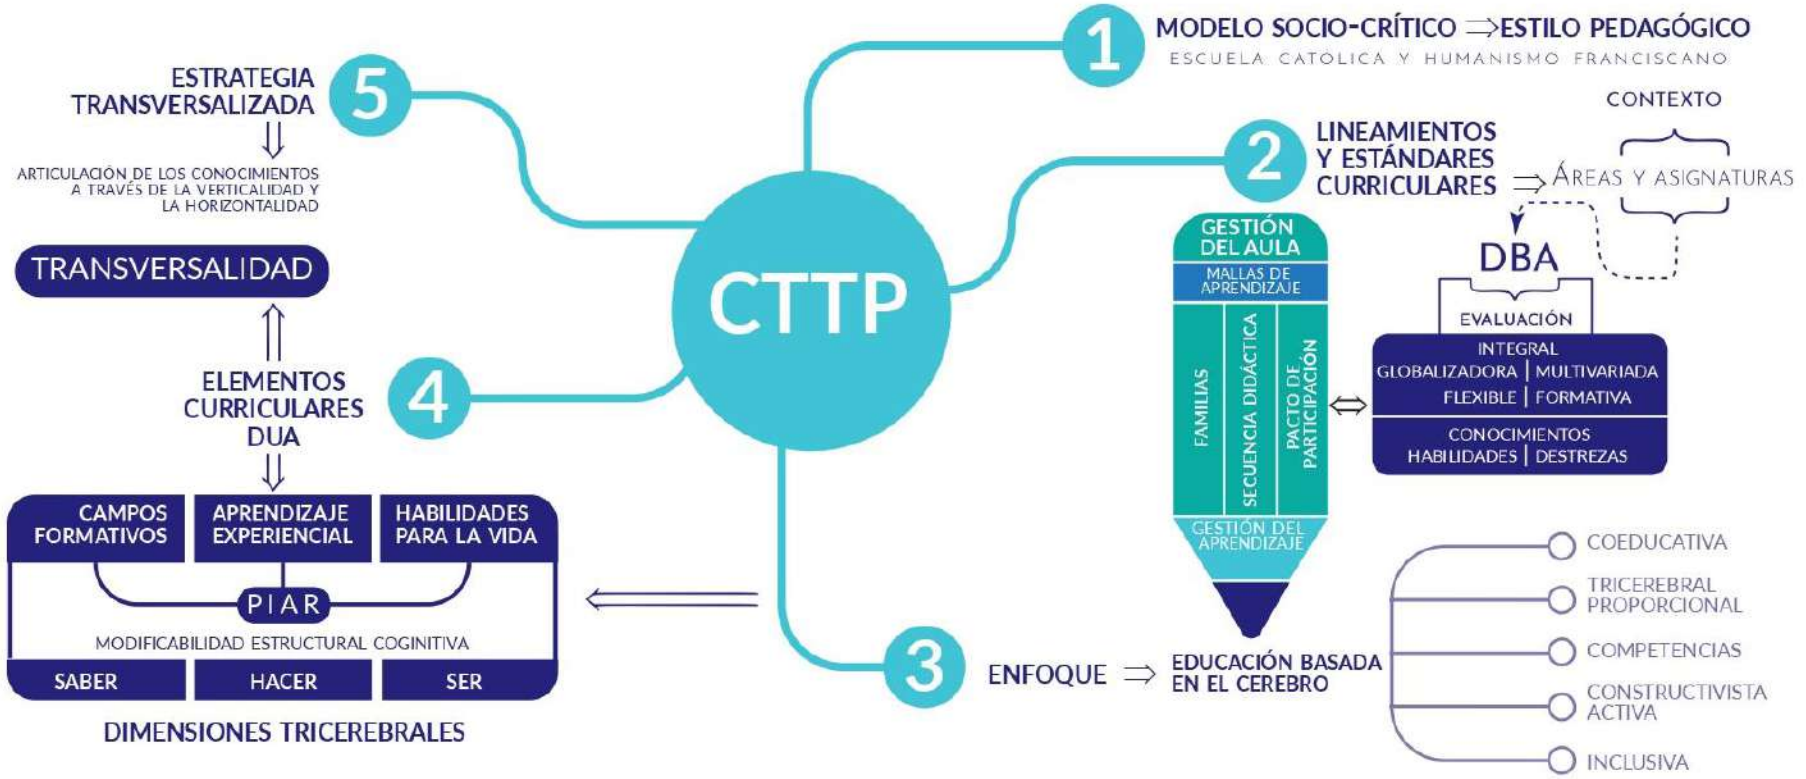 CTTP
1
MODELO SOCIO-CRÍTICO ⇒ ESTILO PEDAGÓGICO
ESCUELA CATÓLICA Y HUMANISMO FRANCISCANO
2
LINEAMIENTOS
Y ESTÁNDARES
CURRICULARES ⇒ ÁREAS Y ASIGNATURAS
CONTEXTO
DBA
EVALUACIÓN
INTEGRAL
GLOBALIZADORA | MULTIVARIADA
FLEXIBLE | FORMATIVA
CONOCIMIENTOS
HABILIDADES | DESTREZAS
GESTIÓN
DEL AULA
MALLAS DE
APRENDIZAJE
FAMILIAS
SECUENCIA DIDÁCTICA
PACTO DE
PARTICIPACIÓN
GESTIÓN DEL
APRENDIZAJE
3
ENFOQUE ⇒ EDUCACIÓN BASADA
EN EL CEREBRO
COEDUCATIVA
TRICEREBRAL
PROPORCIONAL
COMPETENCIAS
CONSTRUCTIVISTA
ACTIVA
INCLUSIVA
4
ELEMENTOS
CURRICULARES
DUA
TRANSVERSALIDAD
CAMPOS
FORMATIVOS
APRENDIZAJE
EXPERIENCIAL
HABILIDADES
PARA LA VIDA
PIAR
MODIFICABILIDAD ESTRUCTURAL COGINITIVA
SABER
HACER
SER
DIMENSIONES TRICEREBRALES
5
ESTRATEGIA
TRANSVERSALIZADA
ARTICULACIÓN DE LOS CONOCIMIENTOS
A TRAVÉS DE LA VERTICALIDAD Y
LA HORIZONTALIDAD